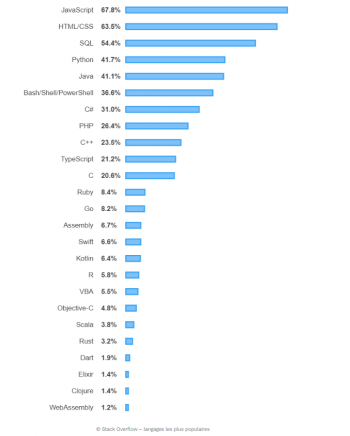 JavaScript 67.8%
HTML/CSS 63.5%
SQL 54.4%
Python 41.7%
Java 41.1%
Bash/Shell/PowerShell 36.6%
C# 31.0%
PHP 26.4%
C++ 23.5%
TypeScript 21.2%
C 20.6%
Ruby 8.4%
Go 8.2%
Assembly 6.7%
Swift 6.6%
Kotlin 6.4%
R 5.8%
VBA 5.5%
Objective-C 4.8%
Scala 3.8%
Rust 3.2%
Dart 1.9%
Elixir 1.4%
Clojure 1.4%
WebAssembly 1.2%
© Stack Overflow – langages les plus populaires